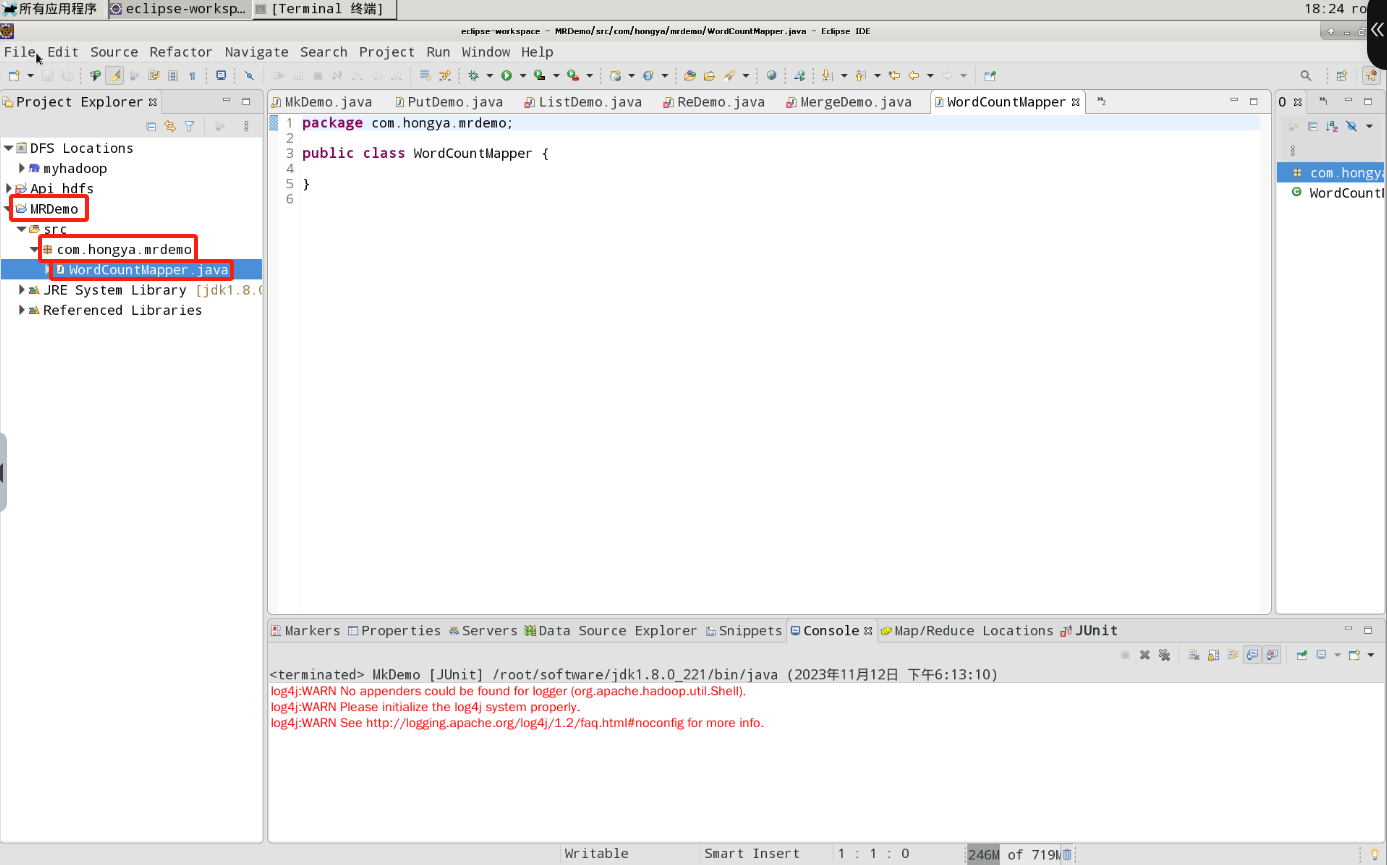 所有应用程序 eclipse-worksp... [Terminal 终端] 18:24
eclipse-workspace - MRDemo/src/com/hongya/mrdemo/WordCountMapper.java - Eclipse IDE
File Edit Source Refactor Navigate Search Project Run Window Help
Project Explorer
DFS Locations
myhadoop
Api hdfs
MRDemo
src
com.hongya.mrdemo
WordCountMapper.java
JRE System Library [jdk1.8.0
Referenced Libraries
MkDemo.java PutDemo.java ListDemo.java ReDemo.java MergeDemo.java WordCountMapper
1 package com.hongya.mrdemo;
2
3 public class WordCountMapper {
4
5 }
6
O
com.hongya
WordCountM
Markers Properties Servers Data Source Explorer Snippets Console Map/Reduce Locations JUnit
<terminated> MkDemo [JUnit] /root/software/jdk1.8.0_221/bin/java (2023年11月12日 下午6:13:10)
log4j:WARN No appenders could be found for logger (org.apache.hadoop.util.Shell).
log4j:WARN Please initialize the log4j system properly.
log4j:WARN See http://logging.apache.org/log4j/1.2/faq.html#noconfig for more info.
Writable Smart Insert 1 : 1 : 0 246M of 719M